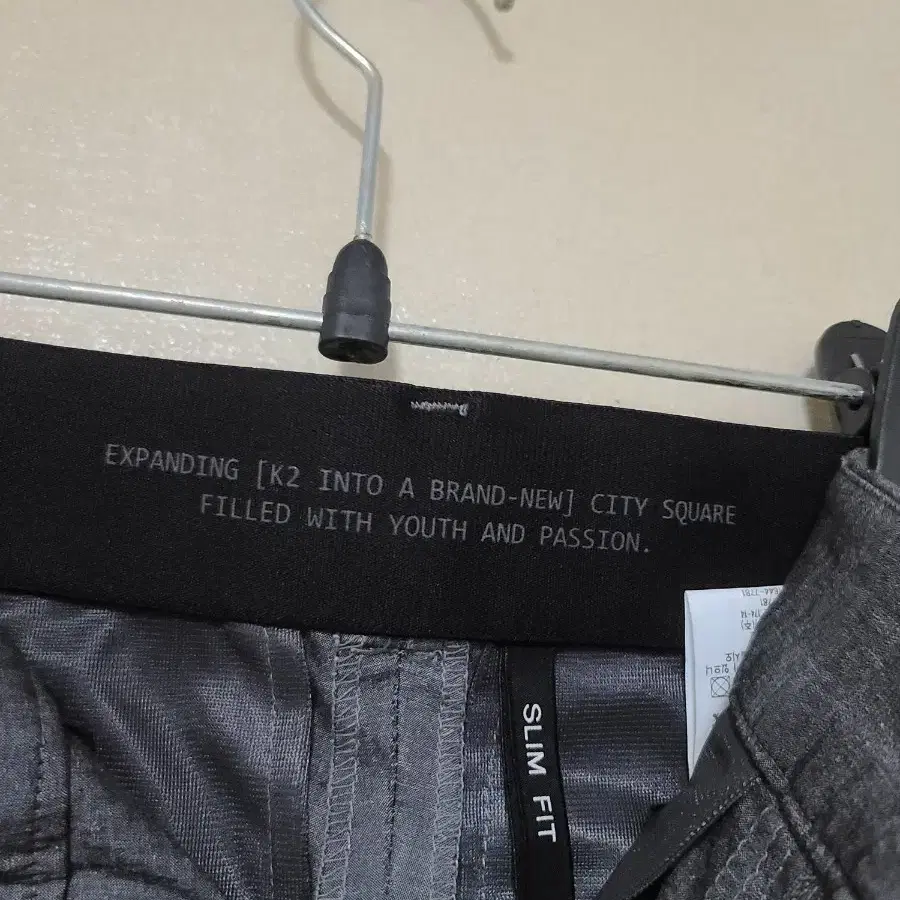 EXPANDING [K2 INTO A BRAND-NEW] CITY SQUARE
FILLED WITH YOUTH AND PASSION.
SLIM FIT